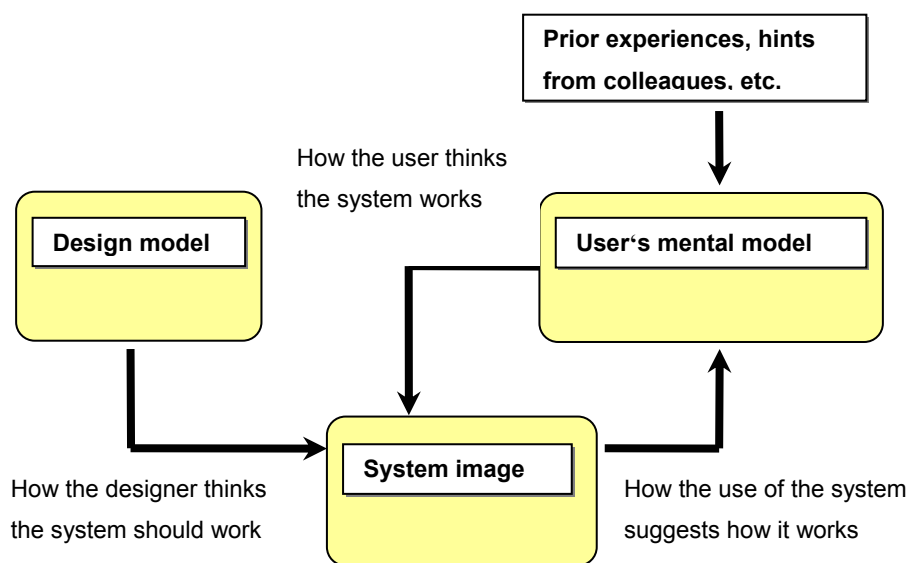 Prior experiences, hints
from colleagues, etc.
How the user thinks
the system works
Design model
User‘s mental model
System image
How the designer thinks
the system should work
How the use of the system
suggests how it works